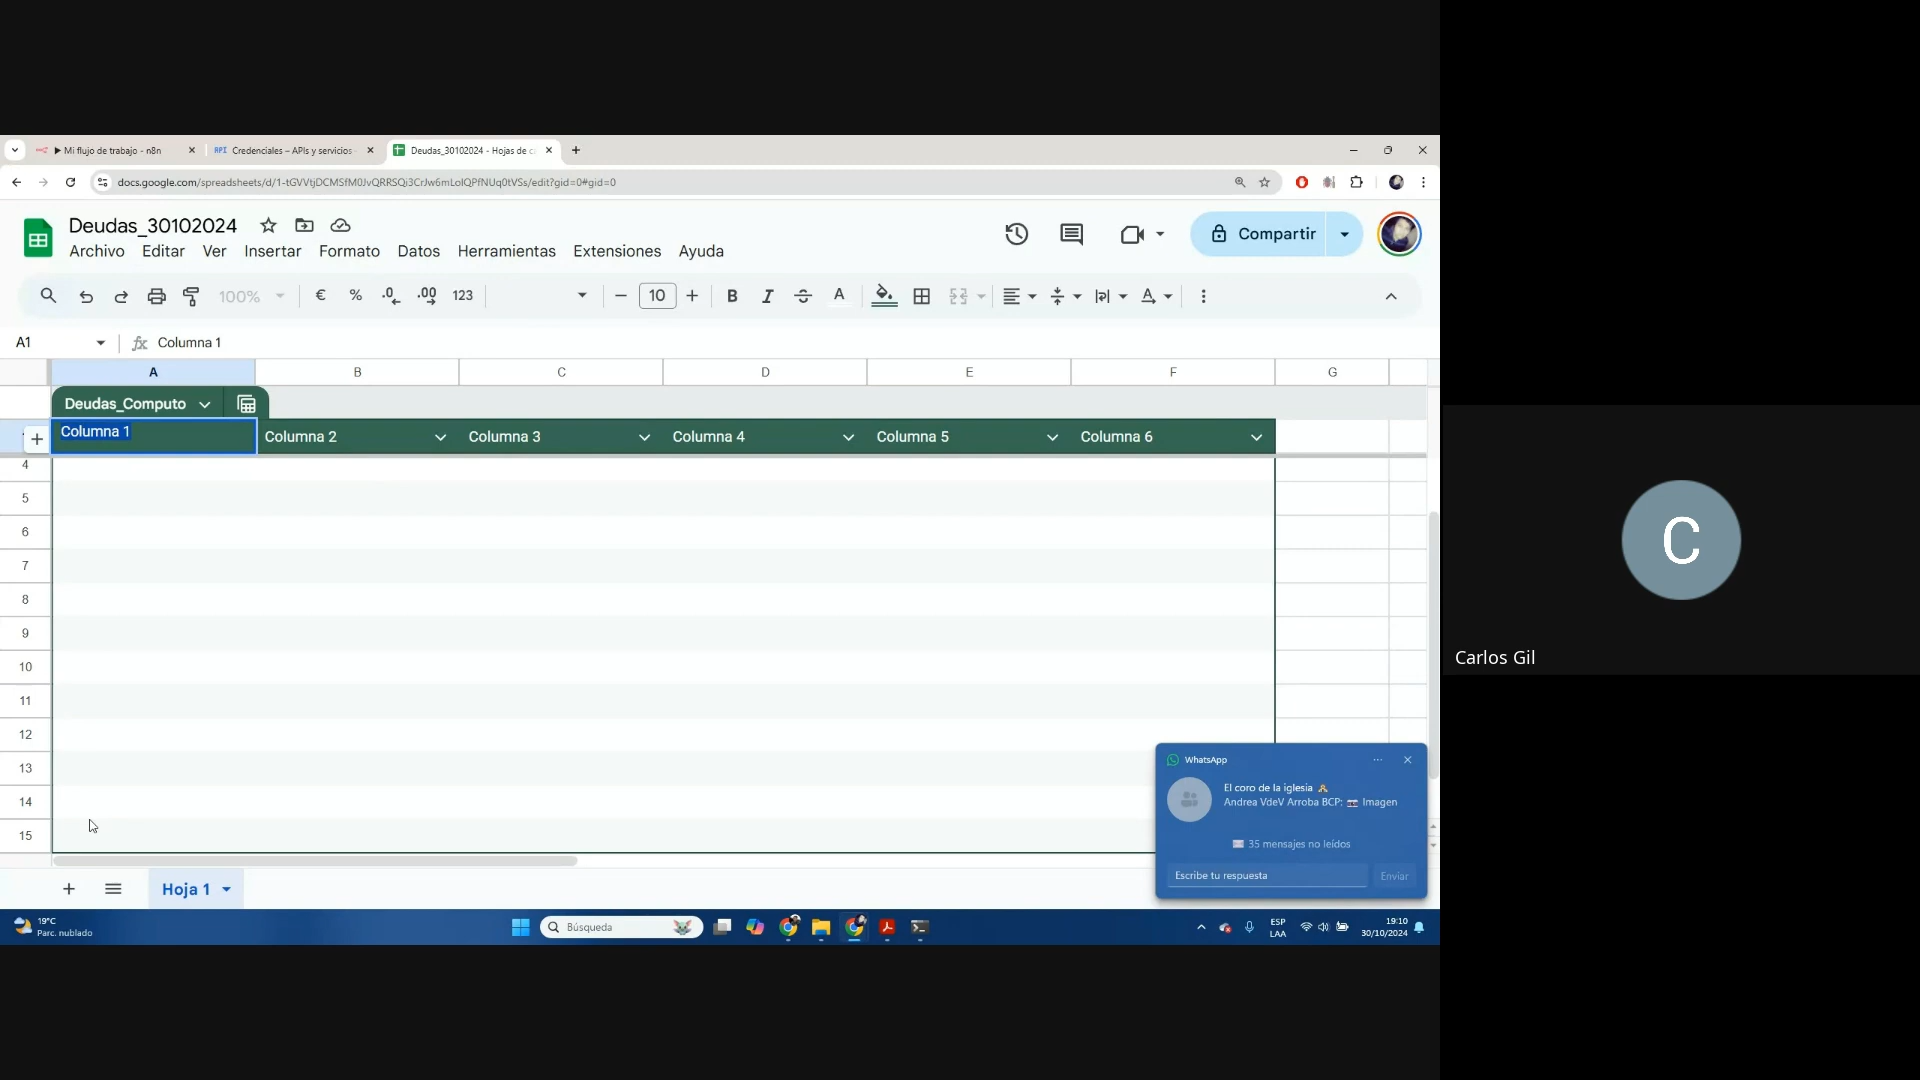 Mi flujo de trabajo - n8n
API Credenciales – APIs y servicios -
Deudas_30102024 - Hojas de c
docs.google.com/spreadsheets/d/1-tGVVtjDCMSfM0JvQRRSQi3CrJw6mLoIQPfNUq0tVSs/edit?gid=0#gid=0
Deudas_30102024
Compartir
Archivo Editar Ver Insertar Formato Datos Herramientas Extensiones Ayuda
100% € % .0 .00 123 10 B I A A
A1 fx Columna 1
A B C D E F G
Deudas_Computo
Columna 1 Columna 2 Columna 3 Columna 4 Columna 5 Columna 6
4
5
6
7
8
9
10
11
12
13
14
15
WhatsApp
El coro de la iglesia
Andrea VdeV Arroba BCP: Imagen
35 mensajes no leídos
Escribe tu respuesta Enviar
Hoja 1
19°C
Parc. nublado
Búsqueda
ESP
LAA
19:10
30/10/2024
C
Carlos Gil